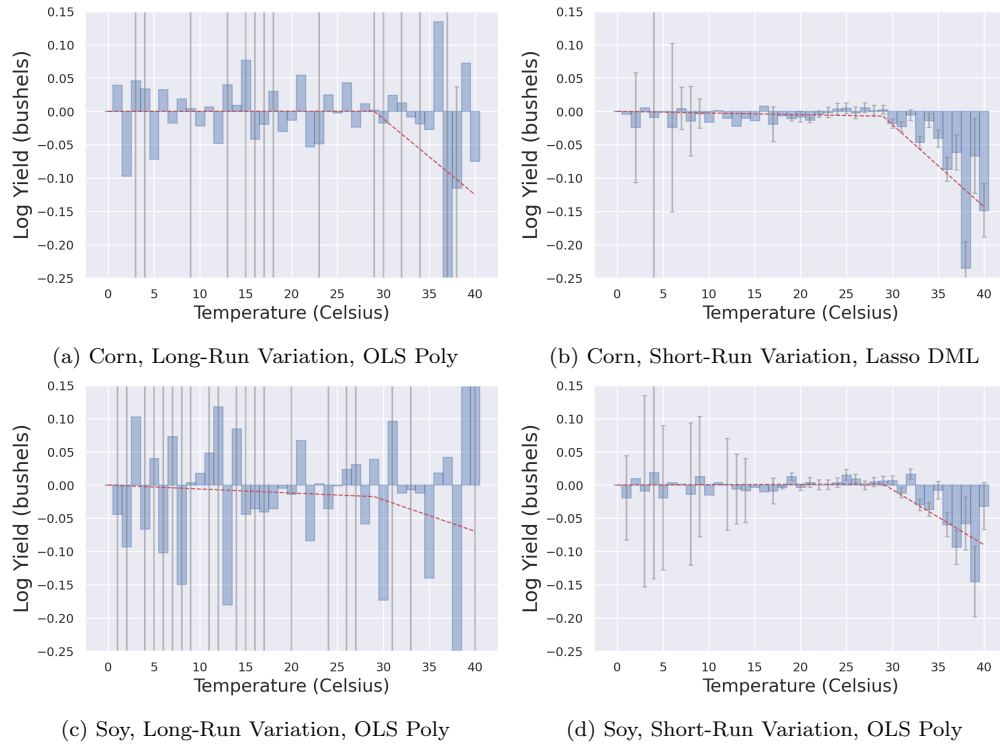 0.15
0.10
0.05
0.00
−0.05
−0.10
−0.15
−0.20
−0.25
Log Yield (bushels)
0 5 10 15 20 25 30 35 40
Temperature (Celsius)
(a) Corn, Long-Run Variation, OLS Poly
0.15
0.10
0.05
0.00
−0.05
−0.10
−0.15
−0.20
−0.25
Log Yield (bushels)
0 5 10 15 20 25 30 35 40
Temperature (Celsius)
(b) Corn, Short-Run Variation, Lasso DML
0.15
0.10
0.05
0.00
−0.05
−0.10
−0.15
−0.20
−0.25
Log Yield (bushels)
0 5 10 15 20 25 30 35 40
Temperature (Celsius)
(c) Soy, Long-Run Variation, OLS Poly
0.15
0.10
0.05
0.00
−0.05
−0.10
−0.15
−0.20
−0.25
Log Yield (bushels)
0 5 10 15 20 25 30 35 40
Temperature (Celsius)
(d) Soy, Short-Run Variation, OLS Poly